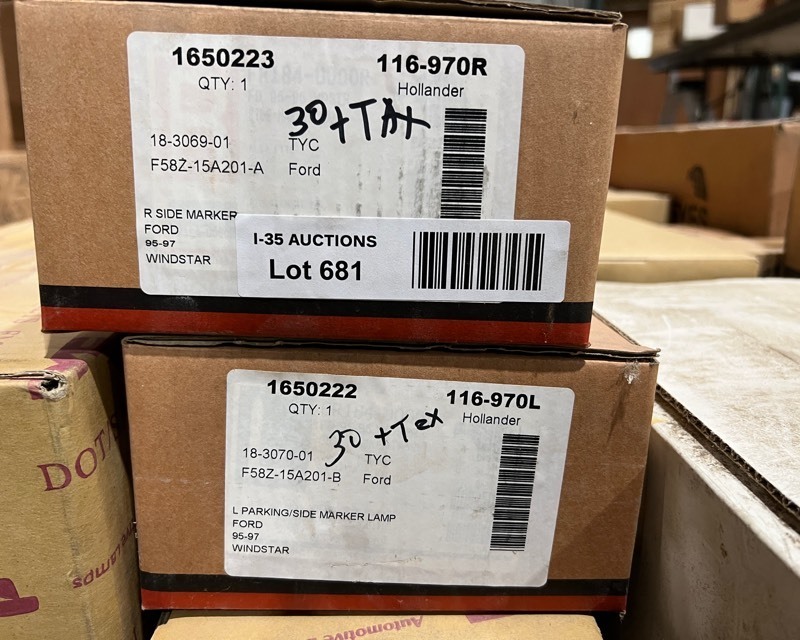 1650223
116-970R
QTY: 1
Hollander
30 + TAX
18-3069-01
TYC
F58Z-15A201-A
Ford
R SIDE MARKER
FORD
95-97
WINDSTAR
I-35 AUCTIONS
Lot 681
1650222
116-970L
QTY: 1
Hollander
30 + Tax
18-3070-01
TYC
F58Z-15A201-B
Ford
L PARKING/SIDE MARKER LAMP
FORD
95-97
WINDSTAR
DOT/
Lamps
Automotive